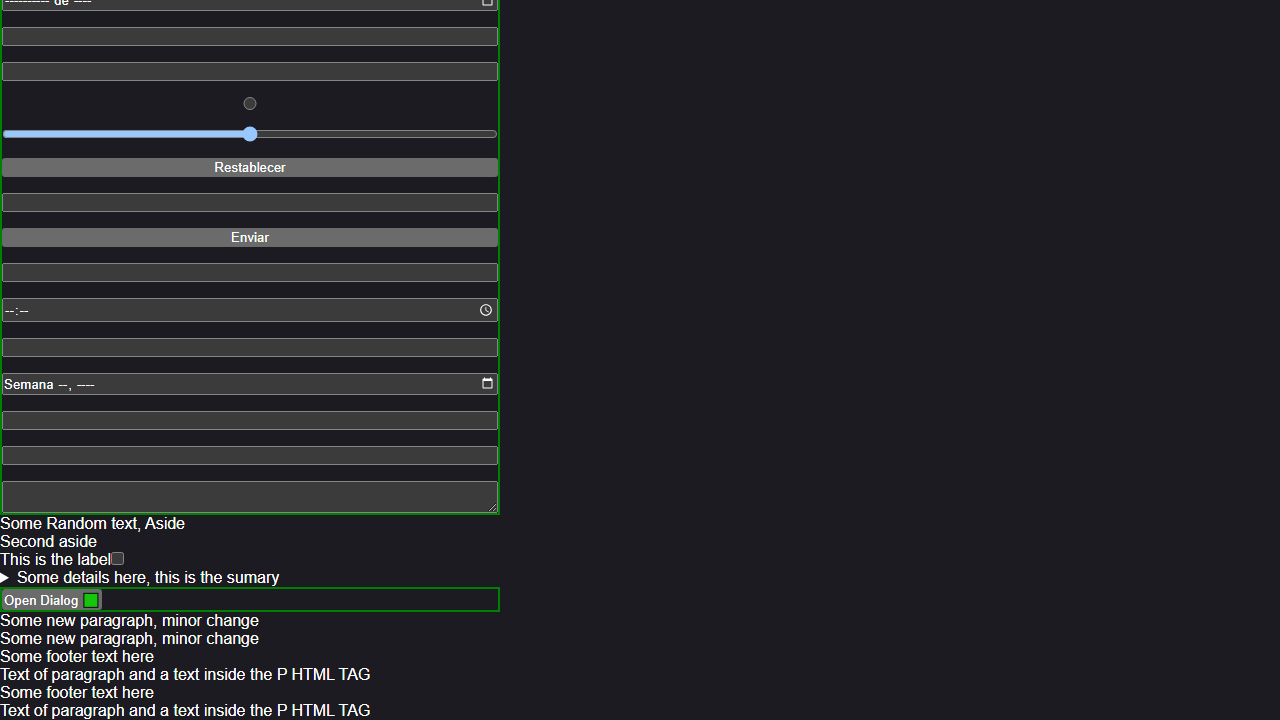 ---------- de ----
Restablecer
Enviar
--:--
Semana --, ----
Some Random text, Aside
Second aside
This is the label
Some details here, this is the sumary
Open Dialog
Some new paragraph, minor change
Some new paragraph, minor change
Some footer text here
Text of paragraph and a text inside the P HTML TAG
Some footer text here
Text of paragraph and a text inside the P HTML TAG